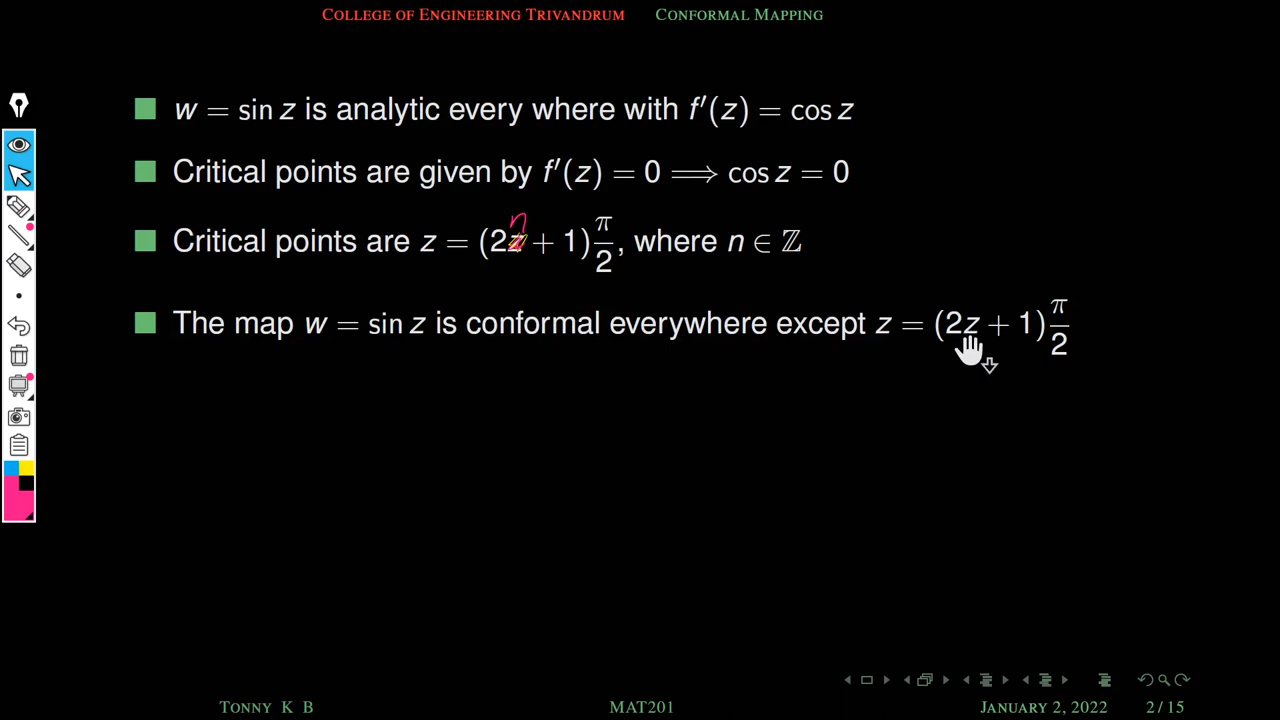 COLLEGE OF ENGINEERING TRIVANDRUM CONFORMAL MAPPING
w = sin z is analytic every where with f′(z) = cos z
Critical points are given by f′(z) = 0 ⟹ cos z = 0
n
Critical points are z = (2z + 1)π/2, where n ∈ ℤ
The map w = sin z is conformal everywhere except z = (2z + 1)π/2
TONNY K B MAT201 JANUARY 2, 2022 2/15